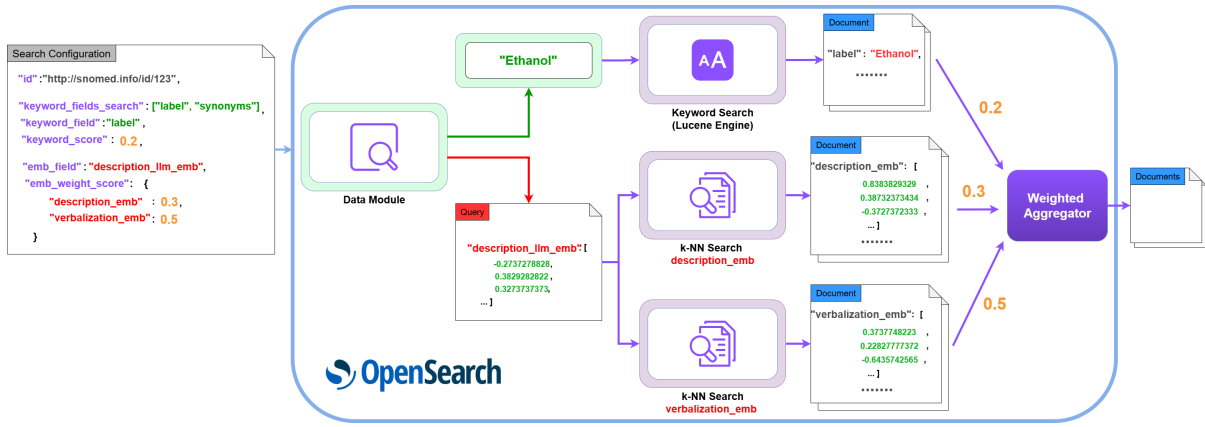 Search Configuration
"id" :"http://snomed.info/id/123",
"keyword_fields_search" : ["label", "synonyms"] ,
"keyword_field" :"label" ,
"keyword_score" : 0.2,
"emb_field" : "description_llm_emb",
"emb_weight_score" : {
"description_emb" : 0.3,
"verbalization_emb" : 0.5
}
Data Module
"Ethanol"
Query
"description_llm_emb": [
-0.2737278828,
0.3829282822,
0.3273737373,
... ]
Keyword Search
(Lucene Engine)
k-NN Search
description_emb
k-NN Search
verbalization_emb
Document
"label" : "Ethanol",
.......
Document
"description_emb": [
0.8383829329 ,
0.38732373434 ,
-0.3727372333 ,
... ]
.......
Document
"verbalization_emb": [
0.3737748223 ,
0.22827777372 ,
-0.6435742565 ,
... ]
.......
0.2
0.3
0.5
Weighted
Aggregator
Documents
OpenSearch